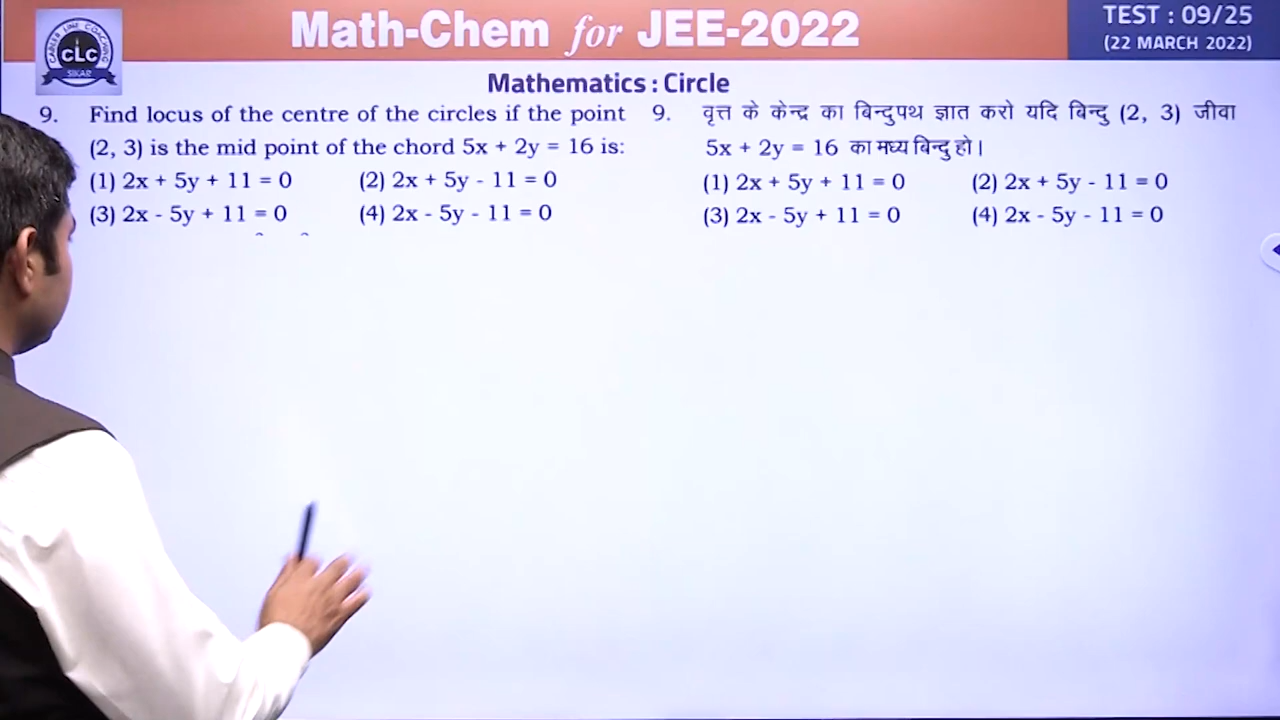 Math-Chem for JEE-2022
TEST : 09/25
(22 MARCH 2022)
CAREER LINE COACHING
CLC
SIKAR
Mathematics : Circle
9. Find locus of the centre of the circles if the point
(2, 3) is the mid point of the chord 5x + 2y = 16 is:
(1) 2x + 5y + 11 = 0 (2) 2x + 5y - 11 = 0
(3) 2x - 5y + 11 = 0 (4) 2x - 5y - 11 = 0
9. वृत्त के केन्द्र का बिन्दुपथ ज्ञात करो यदि बिन्दु (2, 3) जीवा
5x + 2y = 16 का मध्य बिन्दु हो।
(1) 2x + 5y + 11 = 0 (2) 2x + 5y - 11 = 0
(3) 2x - 5y + 11 = 0 (4) 2x - 5y - 11 = 0